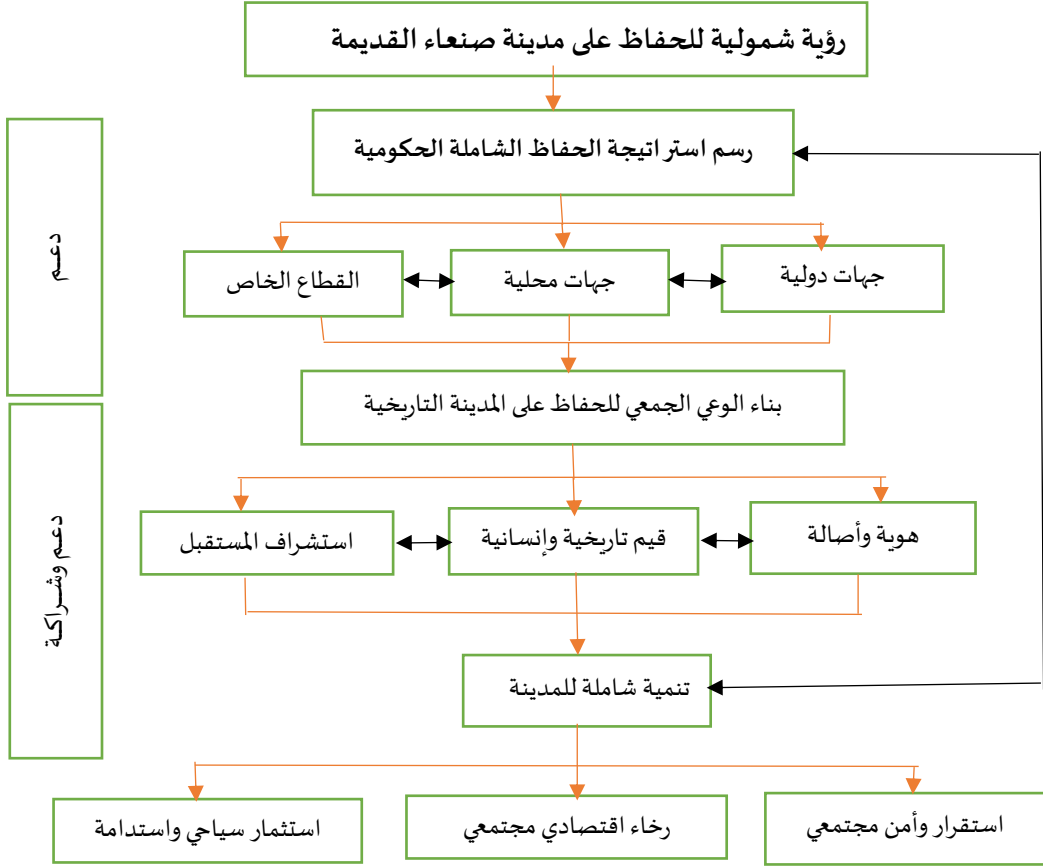 رؤية شمولية للحفاظ على مدينة صنعاء القديمة
رسم استراتيجة الحفاظ الشاملة الحكومية
دعم
جهات دولية
جهات محلية
القطاع الخاص
بناء الوعي الجمعي للحفاظ على المدينة التاريخية
دعم وشراكة
هوية وأصالة
قيم تاريخية وإنسانية
استشراف المستقبل
تنمية شاملة للمدينة
استقرار وأمن مجتمعي
رخاء اقتصادي مجتمعي
استثمار سياحي واستدامة